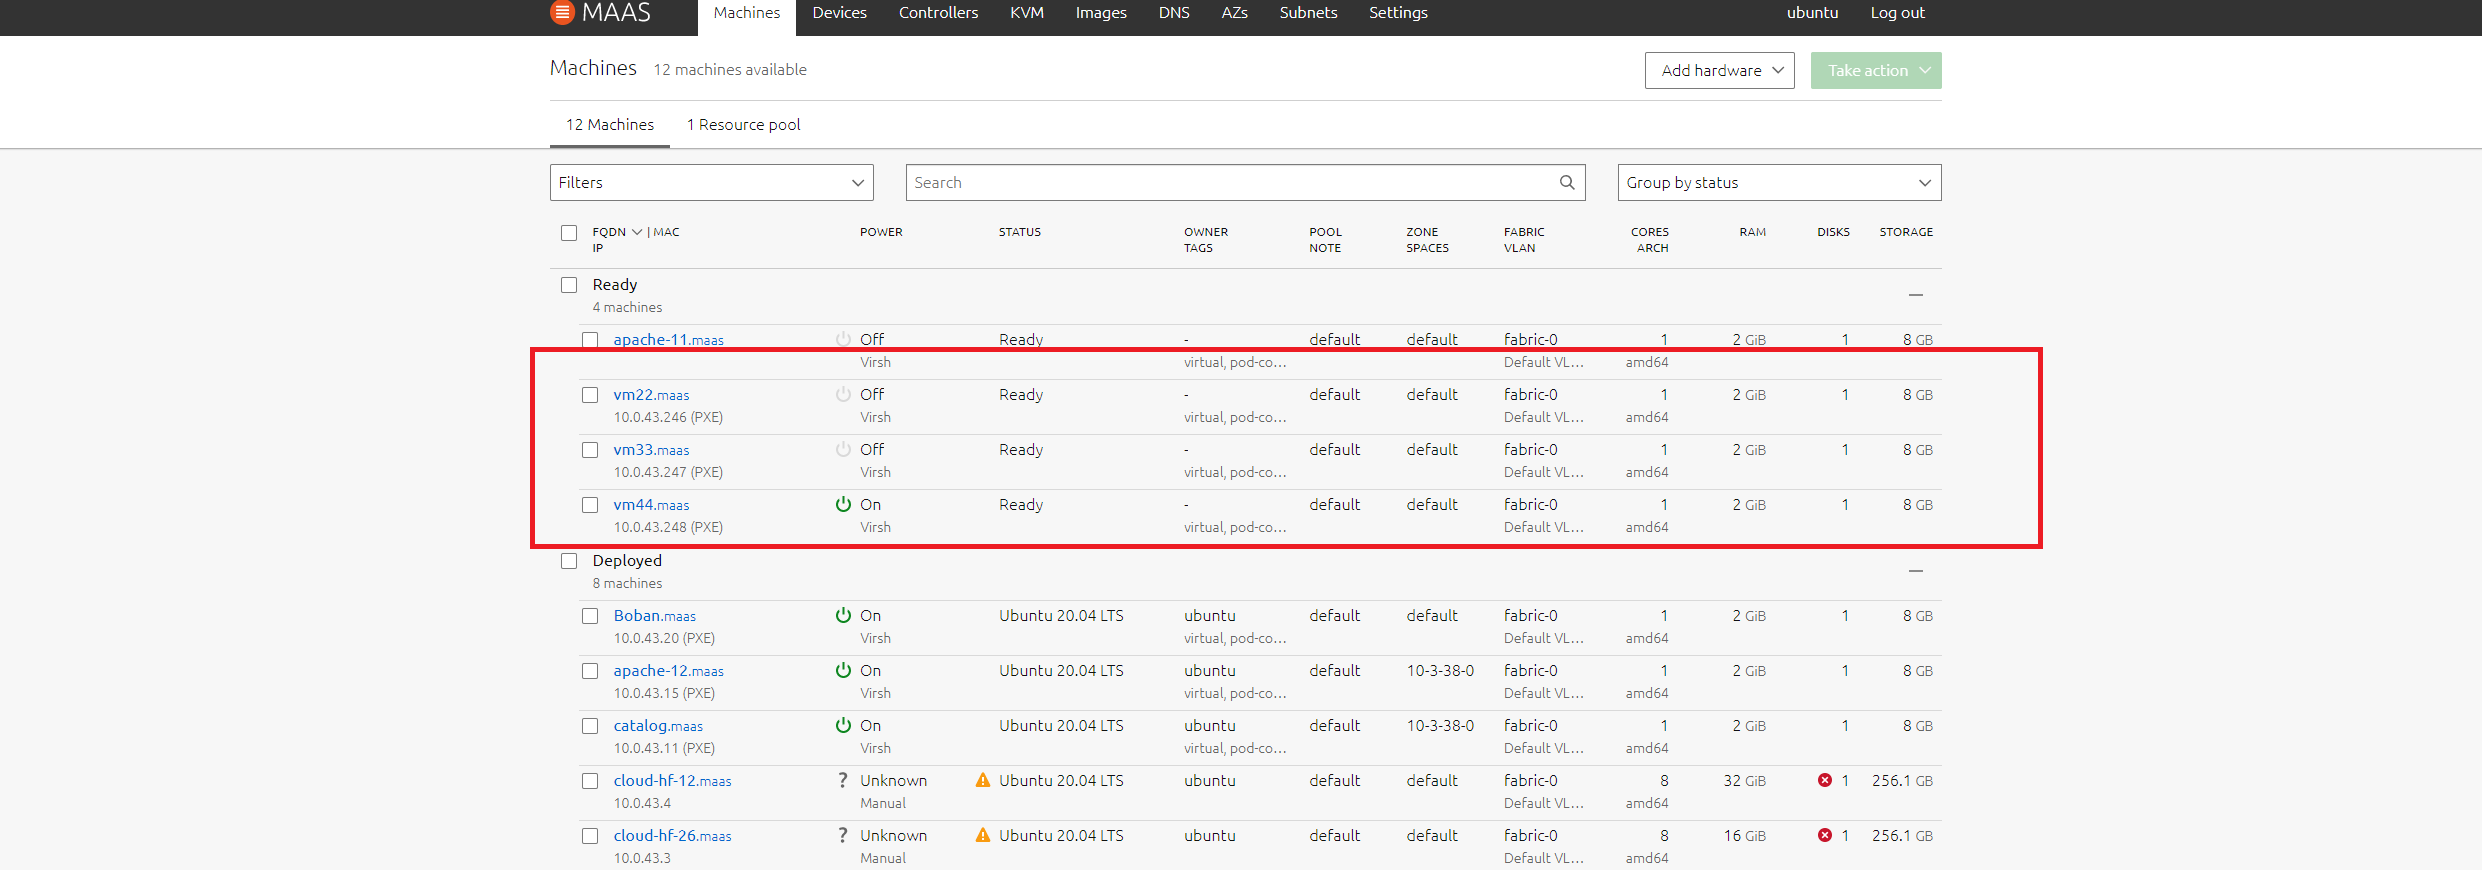 MAAS Machines Devices Controllers KVM Images DNS AZs Subnets Settings ubuntu Log out
Machines 12 machines available Add hardware Take action
12 Machines 1 Resource pool
Filters Search Group by status
FQDN | MAC POWER STATUS OWNER POOL ZONE FABRIC CORES RAM DISKS STORAGE
IP TAGS NOTE SPACES VLAN ARCH
Ready
4 machines
apache-11.maas Off Ready - default default fabric-0 1 2 GiB 1 8 GB
Virsh virtual, pod-co... Default VL... amd64
vm22.maas Off Ready - default default fabric-0 1 2 GiB 1 8 GB
10.0.43.246 (PXE) Virsh virtual, pod-co... Default VL... amd64
vm33.maas Off Ready - default default fabric-0 1 2 GiB 1 8 GB
10.0.43.247 (PXE) Virsh virtual, pod-co... Default VL... amd64
vm44.maas On Ready - default default fabric-0 1 2 GiB 1 8 GB
10.0.43.248 (PXE) Virsh virtual, pod-co... Default VL... amd64
Deployed
8 machines
Boban.maas On Ubuntu 20.04 LTS ubuntu default default fabric-0 1 2 GiB 1 8 GB
10.0.43.20 (PXE) Virsh virtual, pod-co... Default VL... amd64
apache-12.maas On Ubuntu 20.04 LTS ubuntu default 10-3-38-0 fabric-0 1 2 GiB 1 8 GB
10.0.43.15 (PXE) Virsh virtual, pod-co... Default VL... amd64
catalog.maas On Ubuntu 20.04 LTS ubuntu default 10-3-38-0 fabric-0 1 2 GiB 1 8 GB
10.0.43.11 (PXE) Virsh virtual, pod-co... Default VL... amd64
cloud-hf-12.maas ? Unknown Ubuntu 20.04 LTS ubuntu default default fabric-0 8 32 GiB 1 256.1 GB
10.0.43.4 Manual Default VL... amd64
cloud-hf-26.maas ? Unknown Ubuntu 20.04 LTS ubuntu default default fabric-0 8 16 GiB 1 256.1 GB
10.0.43.3 Manual Default VL... amd64